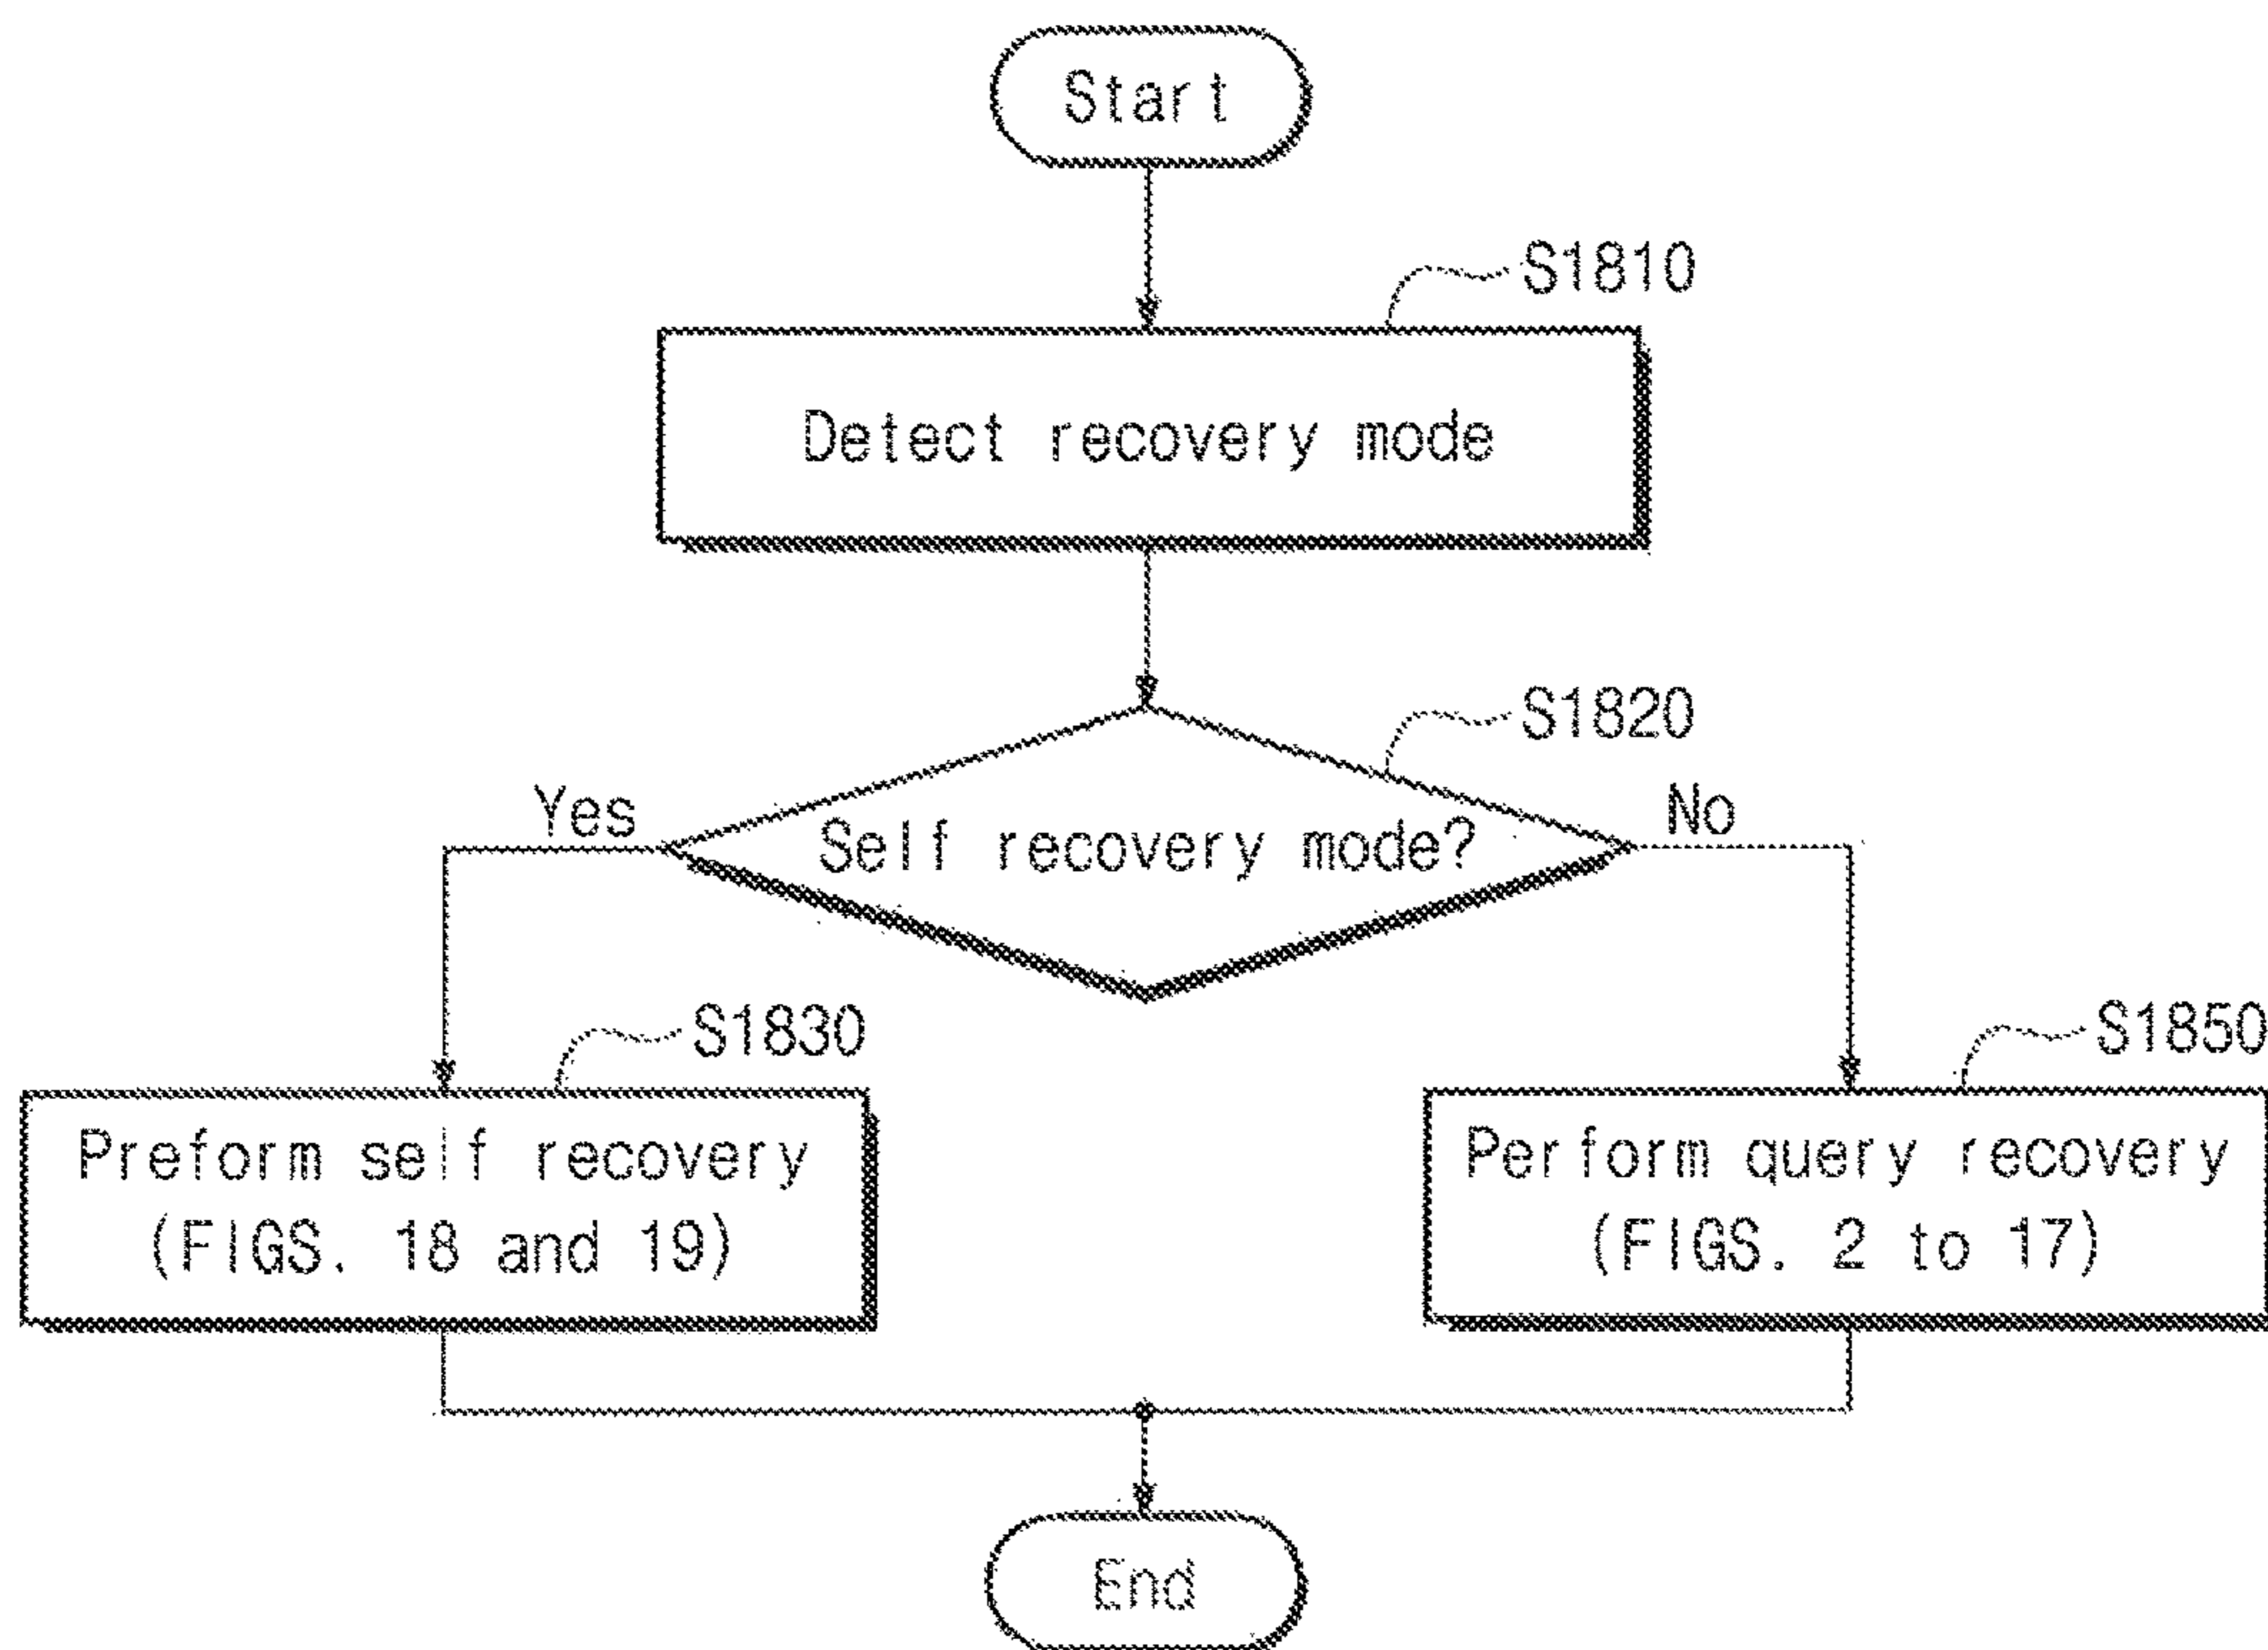 Start
S1810
Detect recovery mode
S1820
Yes
Self recovery mode?
No
S1830
S1850
Preform self recovery
(FIGS. 18 and 19)
Perform query recovery
(FIGS. 2 to 17)
End